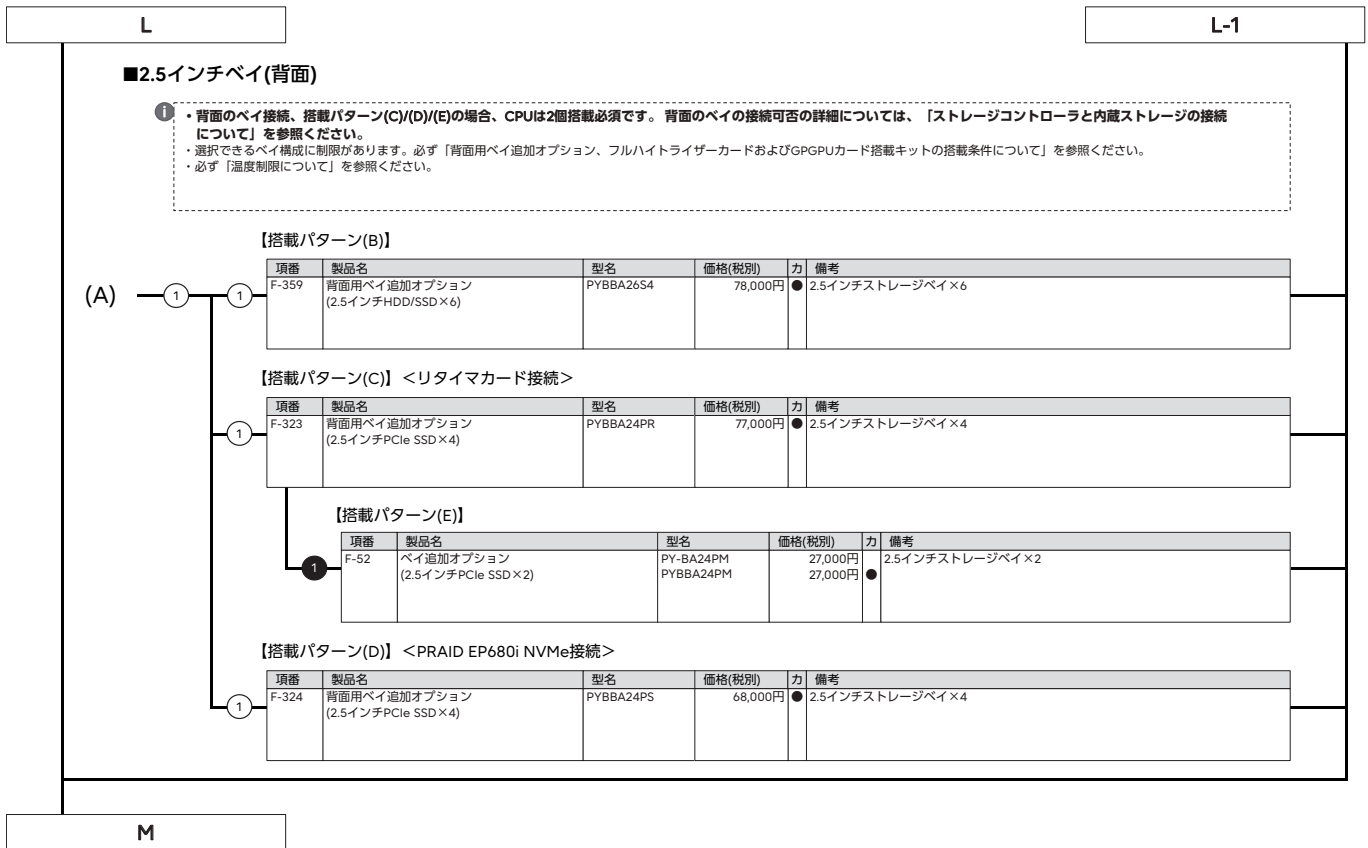 L
L-1
■2.5インチベイ(背面)
i
・背面のベイ接続、搭載パターン(C)/(D)/(E)の場合、CPUは2個搭載必須です。 背面のベイの接続可否の詳細については、「ストレージコントローラと内蔵ストレージの接続
について」を参照ください。
・選択できるベイ構成に制限があります。必ず「背面用ベイ追加オプション、フルハイトライザーカードおよびGPGPUカード搭載キットの搭載条件について」を参照ください。
・必ず「温度制限について」を参照ください。
【搭載パターン(B)】
項番 製品名 型名 価格(税別) カ 備考
(A) 1 1 F-359 背面用ベイ追加オプション PYBBA26S4 78,000円 ● 2.5インチストレージベイ×6
(2.5インチHDD/SSD×6)
【搭載パターン(C)】<リタイマカード接続>
項番 製品名 型名 価格(税別) カ 備考
1 F-323 背面用ベイ追加オプション PYBBA24PR 77,000円 ● 2.5インチストレージベイ×4
(2.5インチPCIe SSD×4)
【搭載パターン(E)】
項番 製品名 型名 価格(税別) カ 備考
1 F-52 ベイ追加オプション PY-BA24PM 27,000円 2.5インチストレージベイ×2
(2.5インチPCIe SSD×2) PYBBA24PM 27,000円 ●
【搭載パターン(D)】<PRAID EP680i NVMe接続>
項番 製品名 型名 価格(税別) カ 備考
1 F-324 背面用ベイ追加オプション PYBBA24PS 68,000円 ● 2.5インチストレージベイ×4
(2.5インチPCIe SSD×4)
M